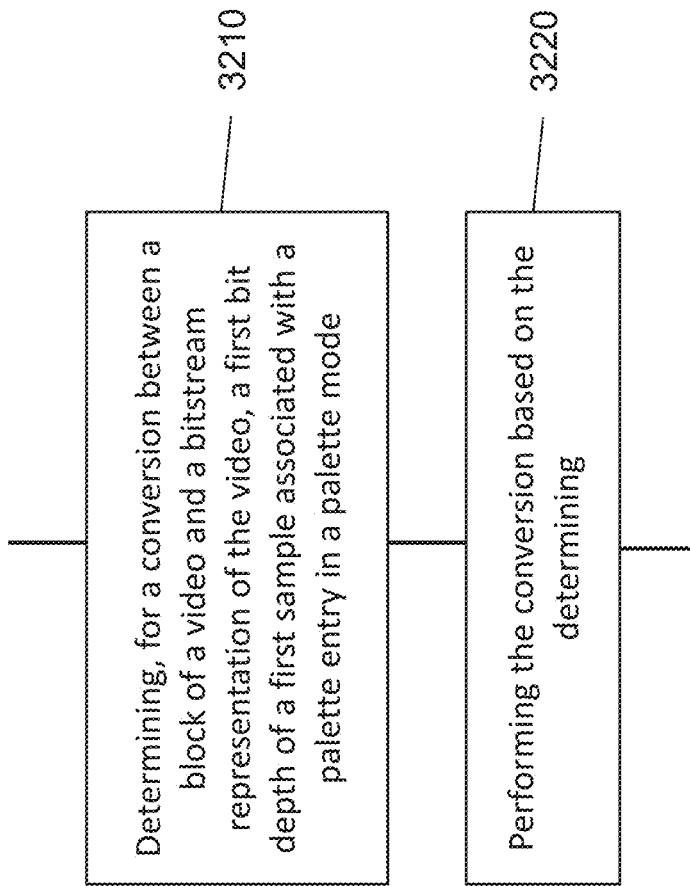 Determining, for a conversion between a
block of a video and a bitstream
representation of the video, a first bit
depth of a first sample associated with a
palette entry in a palette mode
3210
Performing the conversion based on the
determining
3220